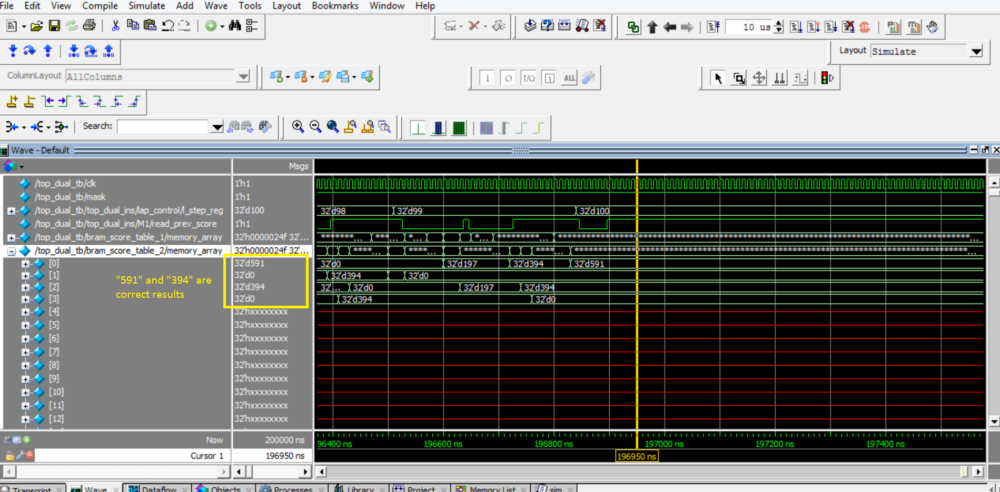 File Edit View Compile Simulate Add Wave Tools Layout Bookmarks Window Help
10 us
Layout Simulate
ColumnLayout AllColumns
ALL
Search:
Wave - Default
Msgs
/top_dual_tb/clk 1'h1
/top_dual_tb/mask 1'h1
/top_dual_tb/top_dual_ins/lap_control/l_step_reg 32'd100 32'd98 32'd99 32'd100
/top_dual_tb/top_dual_ins/M1/read_prev_score 1'h1
/top_dual_tb/bram_score_table_1/memory_array 32'h0000024f 32'...
/top_dual_tb/bram_score_table_2/memory_array 32'h0000024f 32'...
[0] 32'd591 32'd0 32'd197 32'd394 32'd591
[1] 32'd0 32'd394 32'd0
[2] 32'd394 32'... 32'd0 32'd197 32'd394
[3] 32'd0 32'd394 32'd0
"591" and "394" are
correct results
[4] 32'hxxxxxxxx
[5] 32'hxxxxxxxx
[6] 32'hxxxxxxxx
[7] 32'hxxxxxxxx
[8] 32'hxxxxxxxx
[9] 32'hxxxxxxxx
[10] 32'hxxxxxxxx
[11] 32'hxxxxxxxx
[12] 32'hxxxxxxxx
Now 200000 ns 96400 ns 196600 ns 196800 ns 197000 ns 197200 ns 197400 ns
Cursor 1 196950 ns 196950 ns
Transcript Wave Dataflow Objects Processes Library Project Memory List sim